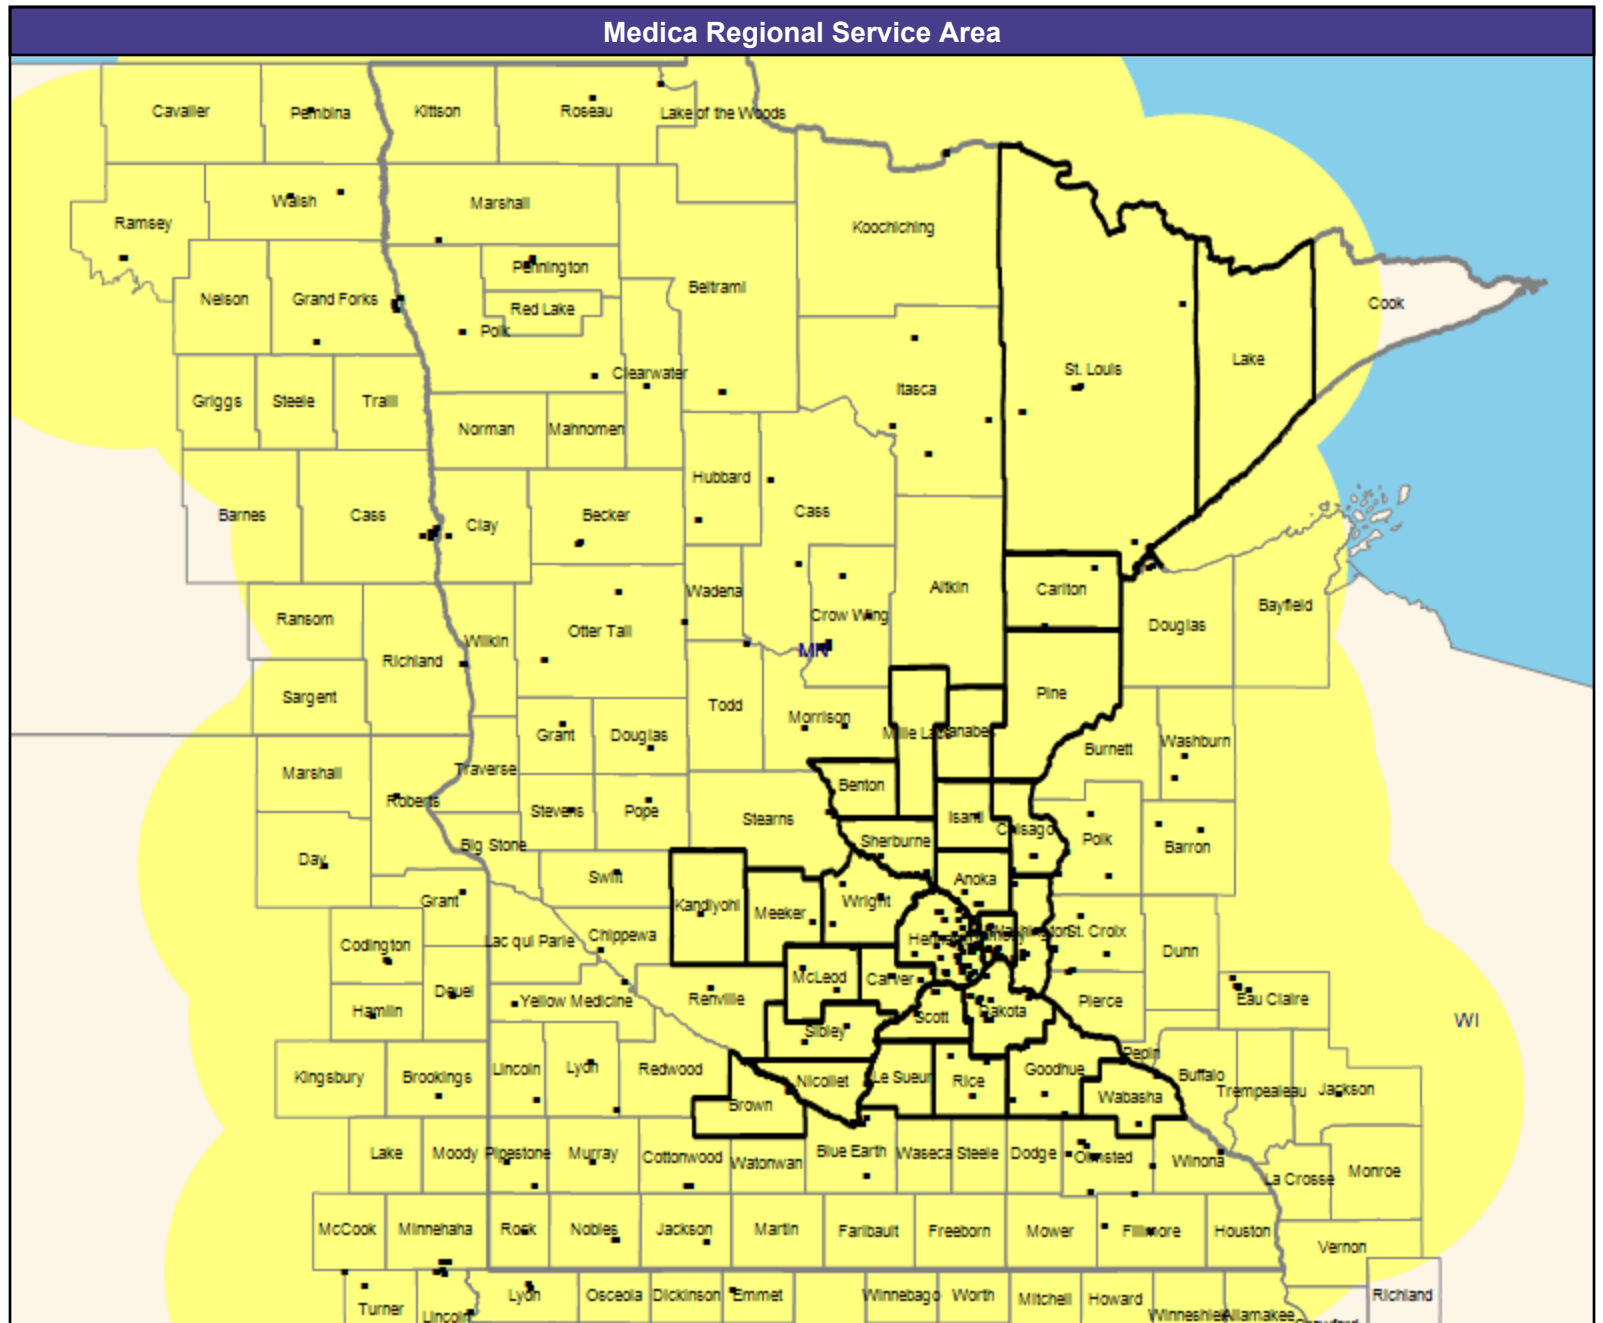 Medica Regional Service Area
Cavalier
Pembina
Kittson
Roseau
Lake of the Woods
Walsh
Marshall
Ramsey
Koochiching
Pennington
Beltrami
Nelson
Grand Forks
Red Lake
Cook
Polk
Lake
St. Louis
Clearwater
Itasca
Griggs
Steele
Traill
Norman
Mahnomen
Hubbard
Cass
Barnes
Cass
Clay
Becker
Aitkin
Carlton
Wadena
Bayfield
Crow Wing
Ransom
Otter Tail
Douglas
Wilkin
MN
Richland
Pine
Sargent
Todd
Morrison
Mille Lacs
Kanabec
Grant
Douglas
Washburn
Burnett
Marshall
Traverse
Benton
Roberts
Stevens
Pope
Stearns
Isanti
Chisago
Polk
Sherburne
Big Stone
Barron
Day
Swift
Anoka
Grant
Kandiyohi
Meeker
Wright
Chippewa
Washington
St. Croix
Lac qui Parle
Codington
Dunn
McLeod
Carver
Deuel
Renville
Yellow Medicine
Pierce
Eau Claire
Hamlin
Scott
Dakota
WI
Sibley
Pepin
Lincoln
Lyon
Redwood
Goodhue
Kingsbury
Brookings
Nicollet
Le Sueur
Rice
Buffalo
Trempealeau
Jackson
Wabasha
Brown
Lake
Moody
Pipestone
Murray
Cottonwood
Watonwan
Blue Earth
Waseca
Steele
Dodge
Olmsted
Winona
La Crosse
Monroe
McCook
Minnehaha
Rock
Nobles
Jackson
Martin
Faribault
Freeborn
Mower
Fillmore
Houston
Vernon
Turner
Lincoln
Lyon
Osceola
Dickinson
Emmet
Winnebago
Worth
Mitchell
Howard
Winneshiek
Allamakee
Richland